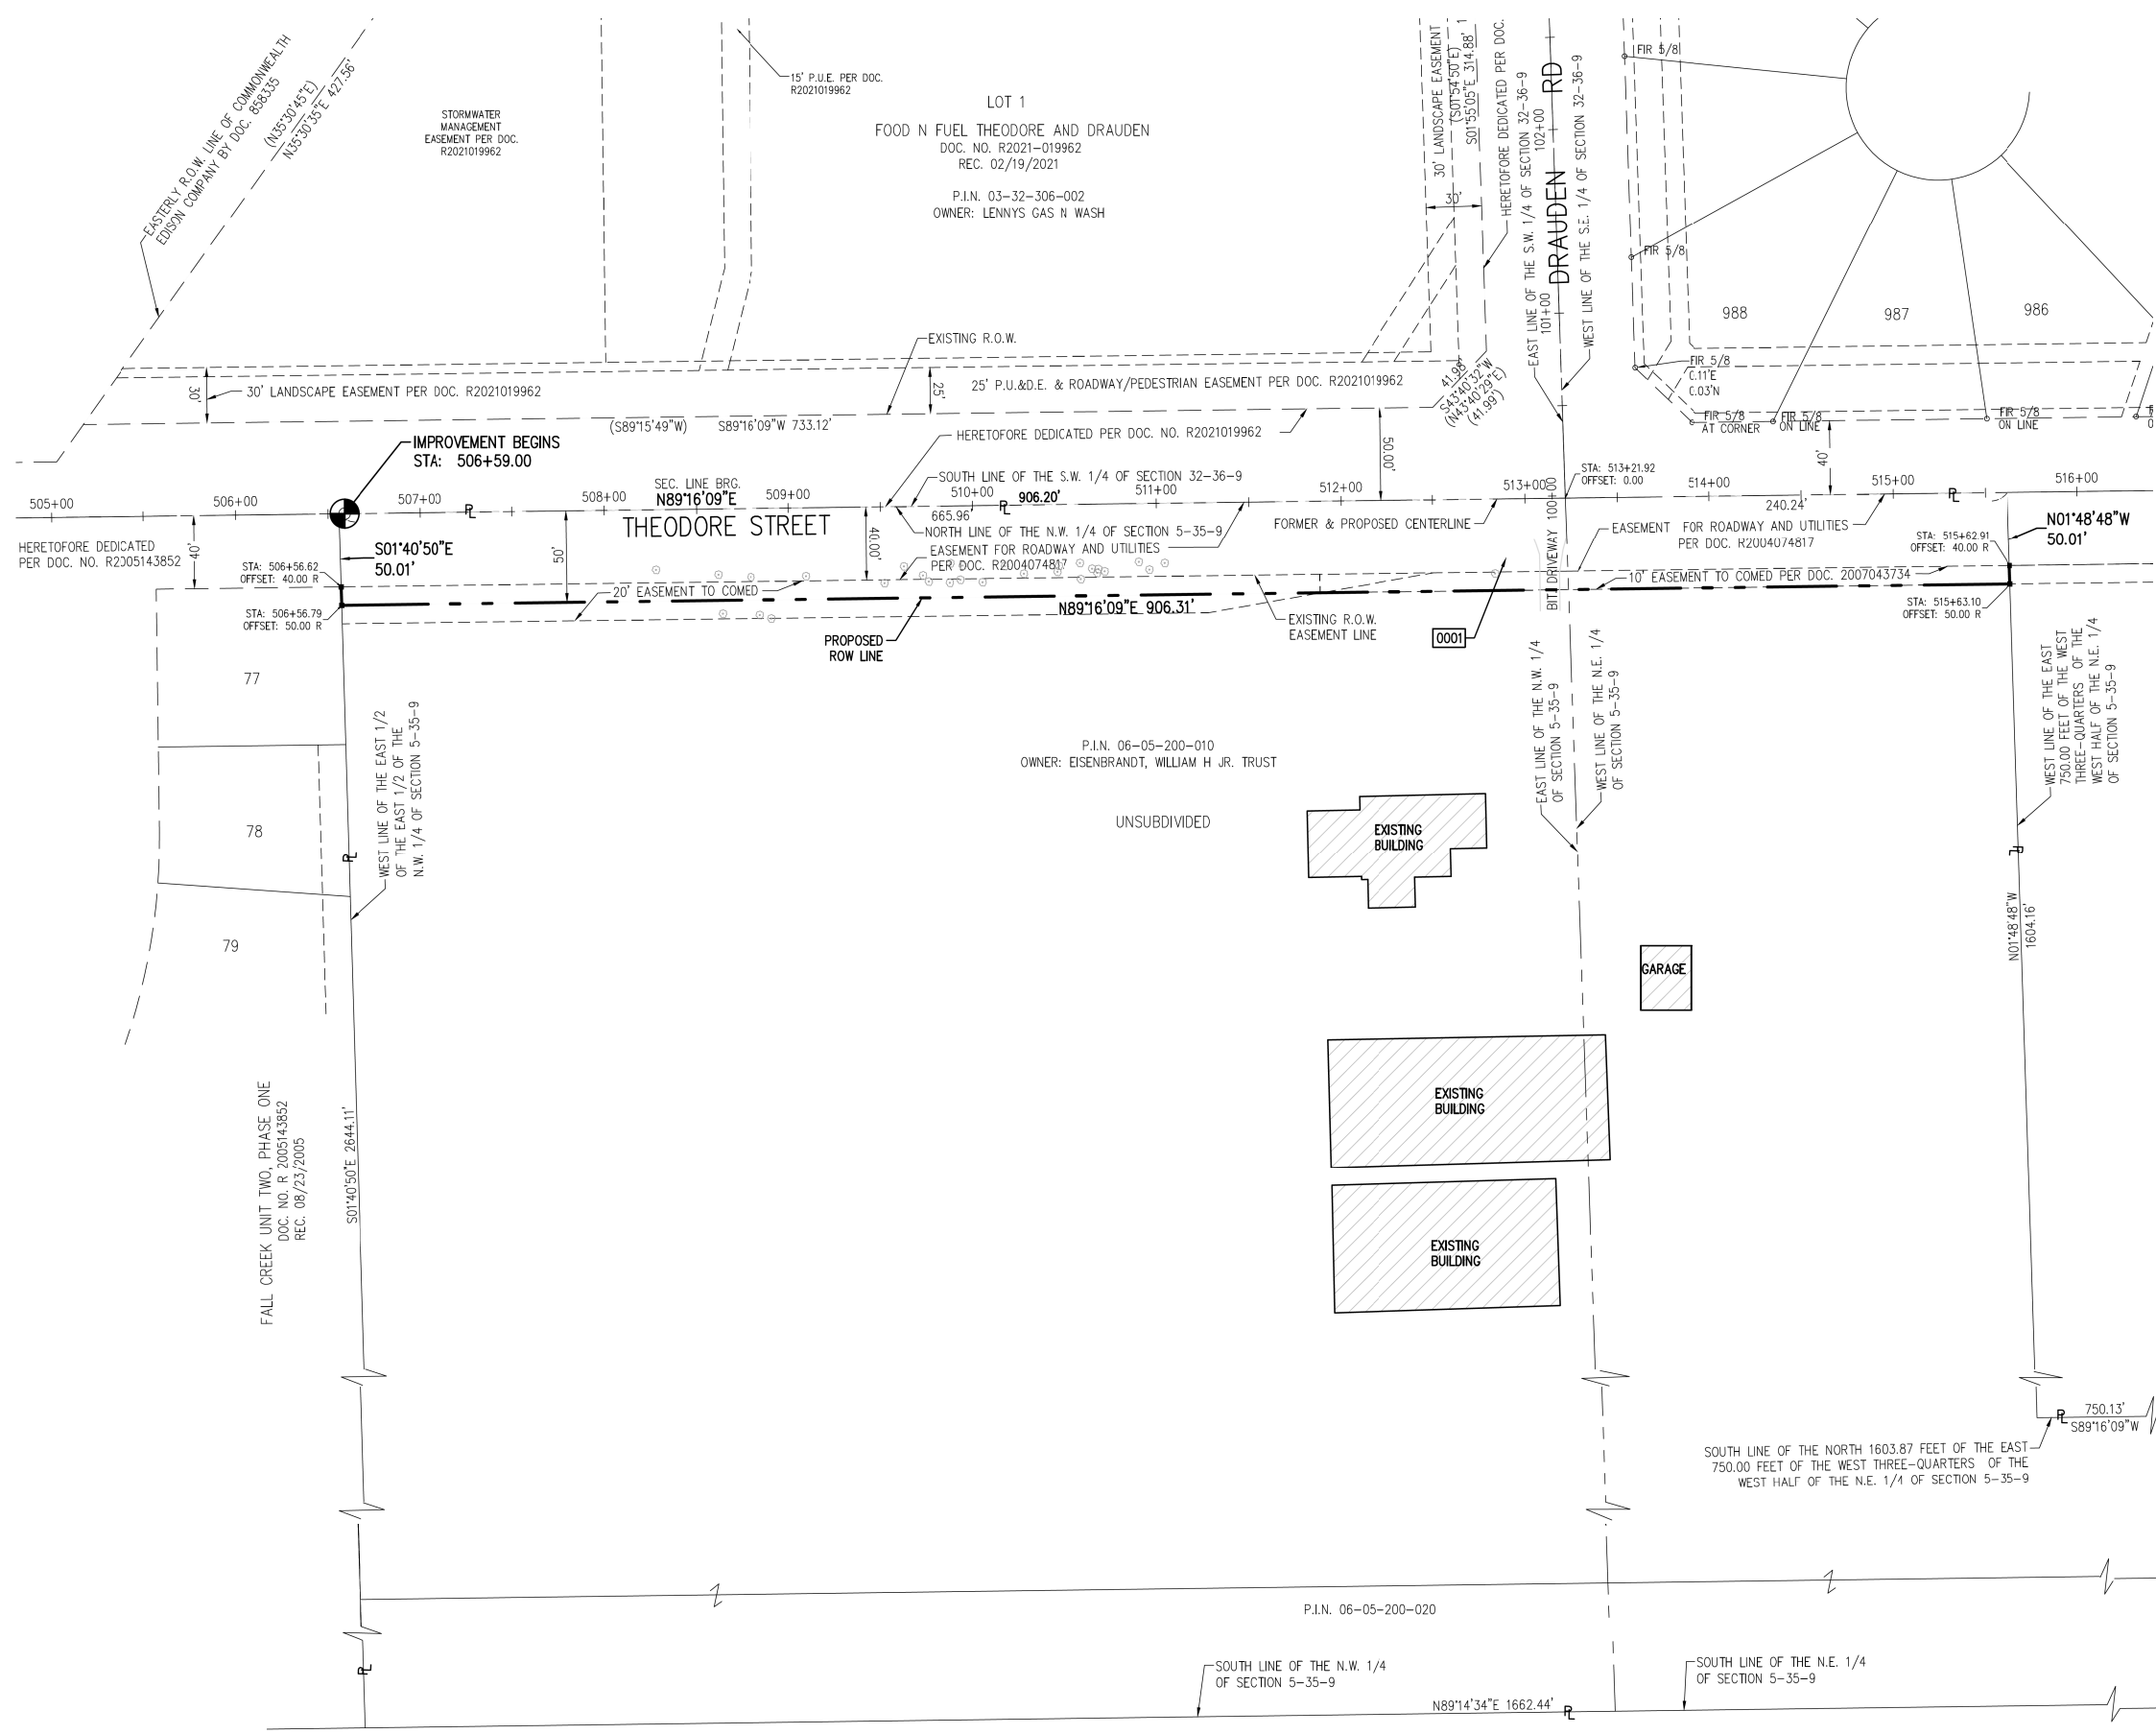 EASTERLY R.O.W. LINE OF COMMONWEALTH
EDISON COMPANY BY DOC. 858335
(N35°30'45"E)
N35°30'35"E 427.56'
STORMWATER
MANAGEMENT
EASEMENT PER DOC.
R2021019962
15' P.U.E. PER DOC.
R2021019962
LOT 1
FOOD N FUEL THEODORE AND DRAUDEN
DOC. NO. R2021-019962
REC. 02/19/2021
P.I.N. 03-32-306-002
OWNER: LENNYS GAS N WASH
30' LANDSCAPE EASEMENT
(S01°54'50"E)
S01°55'05"E 314.88'
30'
HERETOFORE DEDICATED PER DOC.
EAST LINE OF THE S.W. 1/4 OF SECTION 32-36-9
101+00
102+00
DRAUDEN RD
WEST LINE OF THE S.E. 1/4 OF SECTION 32-36-9
FIR 5/8
FIR 5/8
988
987
986
FIR 5/8
0.11'E
0.03'N
FIR 5/8
AT CORNER
FIR 5/8
ON LINE
FIR 5/8
ON LINE
EXISTING R.O.W.
30'
30' LANDSCAPE EASEMENT PER DOC. R2021019962
25'
25' P.U.&D.E. & ROADWAY/PEDESTRIAN EASEMENT PER DOC. R2021019962
41.98'
S43°40'32"W
(N43°40'29"E)
(41.99')
(S89°15'49"W)
S89°16'09"W 733.12'
HERETOFORE DEDICATED PER DOC. NO. R2021019962
50.00'
40'
IMPROVEMENT BEGINS
STA: 506+59.00
SOUTH LINE OF THE S.W. 1/4 OF SECTION 32-36-9
SEC. LINE BRG.
N89°16'09"E
505+00
506+00
507+00
508+00
509+00
510+00
906.20'
511+00
512+00
513+00
STA: 513+21.92
OFFSET: 0.00
514+00
515+00
516+00
240.24'
THEODORE STREET
665.96'
NORTH LINE OF THE N.W. 1/4 OF SECTION 5-35-9
FORMER & PROPOSED CENTERLINE
EASEMENT FOR ROADWAY AND UTILITIES
PER DOC. R2004074817
EASEMENT FOR ROADWAY AND UTILITIES
PER DOC. R2004074817
HERETOFORE DEDICATED
PER DOC. NO. R2005143852
40'
S01°40'50"E
50.01'
50'
40.00'
BIT. DRIVEWAY 100+00
STA: 515+62.91
OFFSET: 40.00 R
N01°48'48"W
50.01'
STA: 506+56.62
OFFSET: 40.00 R
STA: 506+56.79
OFFSET: 50.00 R
20' EASEMENT TO COMED
10' EASEMENT TO COMED PER DOC. 2007043734
N89°16'09"E 906.31'
STA: 515+63.10
OFFSET: 50.00 R
PROPOSED
ROW LINE
EXISTING R.O.W.
EASEMENT LINE
0001
77
78
79
WEST LINE OF THE EAST 1/2
OF THE EAST 1/2 OF THE
N.W. 1/4 OF SECTION 5-35-9
P.I.N. 06-05-200-010
OWNER: EISENBRANDT, WILLIAM H JR. TRUST
UNSUBDIVIDED
EAST LINE OF THE N.W. 1/4
OF SECTION 5-35-9
WEST LINE OF THE N.E. 1/4
OF SECTION 5-35-9
WEST LINE OF THE EAST
750.00 FEET OF THE WEST
THREE-QUARTERS OF THE
WEST HALF OF THE N.E. 1/4
OF SECTION 5-35-9
EXISTING
BUILDING
GARAGE
N01°48'48"W
1604.16'
EXISTING
BUILDING
EXISTING
BUILDING
FALL CREEK UNIT TWO, PHASE ONE
DOC. NO. R 2005143852
REC. 08/23/2005
S01°40'50"E 2644.11'
750.13'
S89°16'09"W
SOUTH LINE OF THE NORTH 1603.87 FEET OF THE EAST
750.00 FEET OF THE WEST THREE-QUARTERS OF THE
WEST HALF OF THE N.E. 1/4 OF SECTION 5-35-9
P.I.N. 06-05-200-020
SOUTH LINE OF THE N.W. 1/4
OF SECTION 5-35-9
SOUTH LINE OF THE N.E. 1/4
OF SECTION 5-35-9
N89°14'34"E 1662.44'